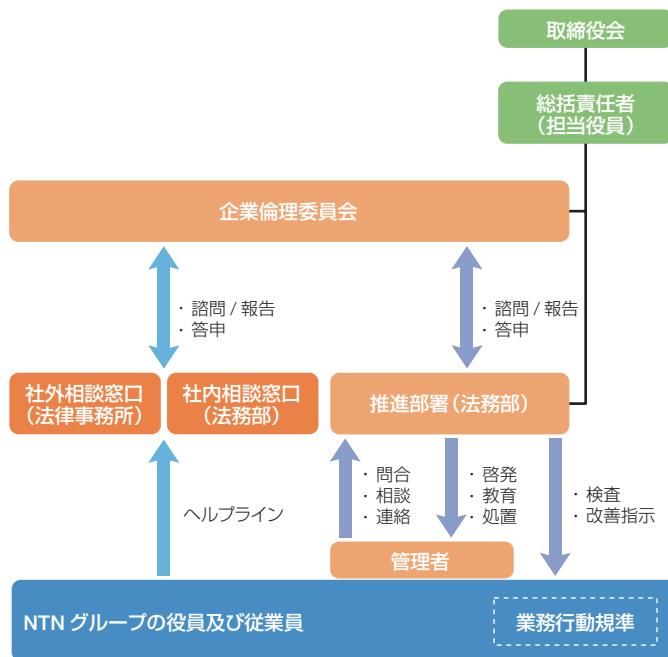 取締役会
総括責任者
（担当役員）
企業倫理委員会
・ 諮問 / 報告
・ 答申
・ 諮問 / 報告
・ 答申
社外相談窓口
（法律事務所）
社内相談窓口
（法務部）
推進部署（法務部）
ヘルプライン
・ 問合
・ 相談
・ 連絡
・ 啓発
・ 教育
・ 処置
・ 検査
・ 改善指示
管理者
NTN グループの役員及び従業員
業務行動規準